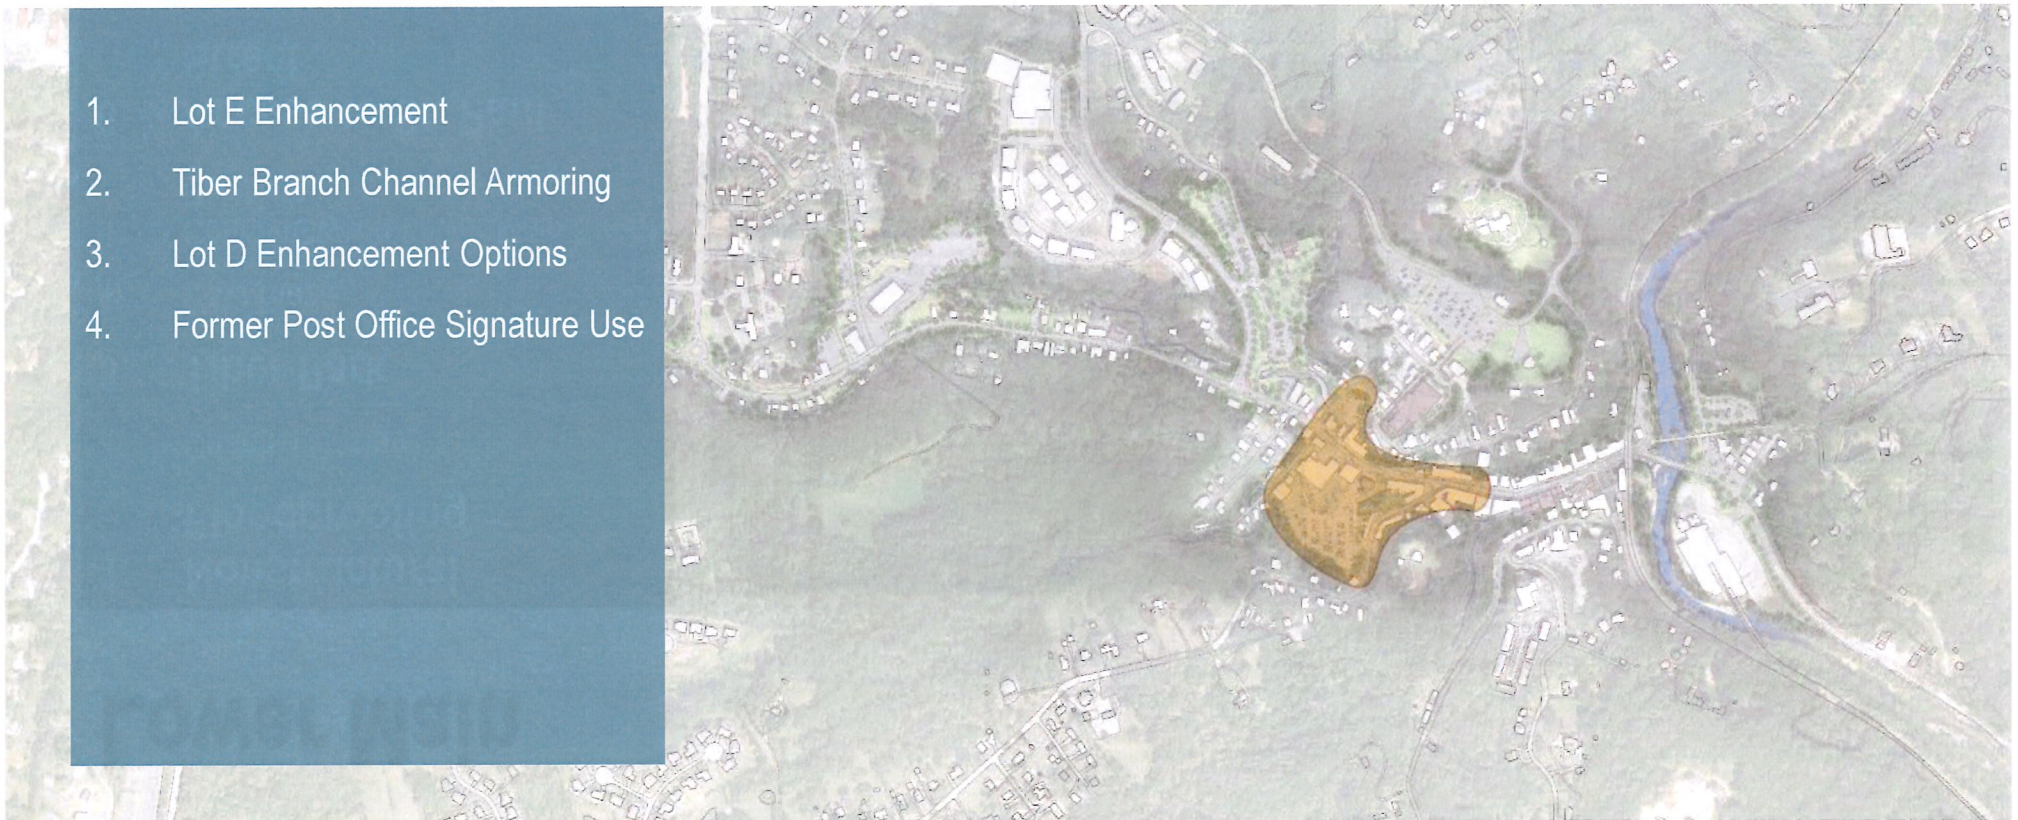 1. Lot E Enhancement
2. Tiber Branch Channel Armoring
3. Lot D Enhancement Options
4. Former Post Office Signature Use